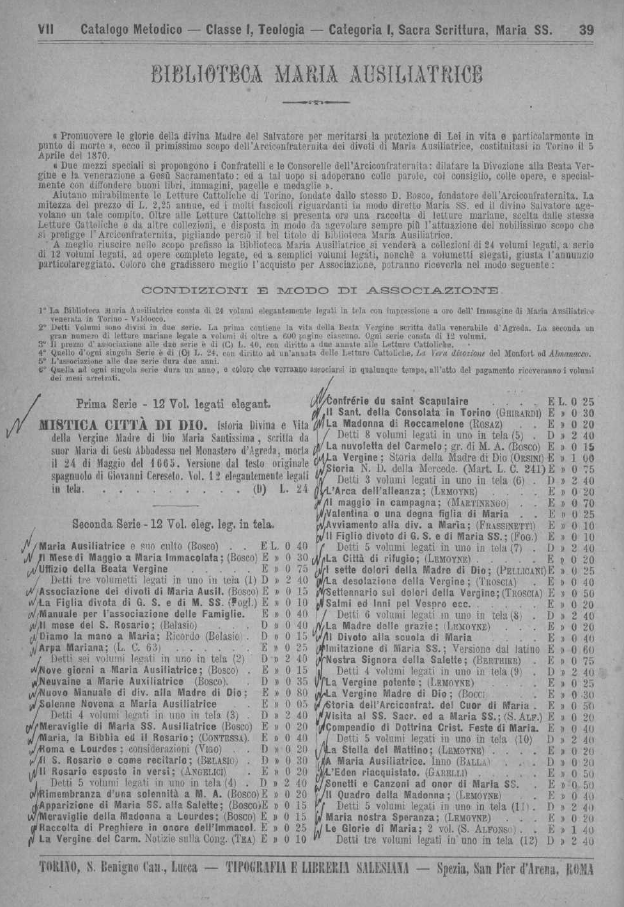 VII Catalogo Metodico — Classe I, Teologia — Categoria I, Sacra Scrittura, Maria SS. 39
BIBLIOTECA MARIA AUSILIATRICE
« Promuovere le glorie della divina Madre del Salvatore per meritarsi la protezione di Lei in vita e particolarmente in
punto di morte », ecco il primissimo scopo dell'Arciconfraternita dei divoti di Maria Ausiliatrice, costituitasi in Torino il 5
Aprile del 1870.
« Due mezzi speciali si propongono i Confratelli e le Consorelle dell'Arciconfraternita: dilatare la Divozione alla Beata Ver-
gine e la venerazione a Gesù Sacramentato; ed a tal uopo si adoperano colle parole, coi consiglio, colle opere, e special-
mente con diffondere buoni libri, immagini, pagelle e medaglie ».
Aiutano mirabilmente le Letture Cattoliche di Torino, fondate dallo stesso D. Bosco, fondatore dell'Arciconfraternita. La
mitezza del prezzo di L. 2,25 annue, ed i molti fascicoli riguardanti in modo diretto Maria SS. ed il divino Salvatore age-
volano un tale compito. Oltre alle Letture Cattoliche si presenta ora una raccolta di letture mariane, scelta dalle stesse
Letture Cattoliche o da altre collezioni, e disposta in modo da agevolare sempre più l'attuazione del nobilissimo scopo che
si prefigge l'Arciconfraternita, pigliando perciò il bel titolo di Biblioteca Maria Ausiliatrice.
A meglio riuscire nello scopo prefisso la Biblioteca Maria Ausiliatrice si venderà a collezioni di 24 volumi legati, a serie
di 12 volumi legati, ad opere complete legate, ed a semplici volumi legati, nonchè a volumetti slegati, giusta l'annunzio
particolareggiato. Coloro che gradissero meglio l'acquisto per Associazione, potranno riceverla nel modo seguente:
CONDIZIONI E MODO DI ASSOCIAZIONE
1° La Biblioteca Maria Ausiliatrice consta di 24 volumi elegantemente legati in tela con impressione a oro dell'Immagine di Maria Ausiliatrice
venerata in Torino - Valdocco.
2° Detti Volumi sono divisi in due serie. La prima contiene la vita della Beata Vergine scritta dalla venerabile d'Agreda. La seconda un
gran numero di letture mariane legate a volumi di oltre a 600 pagine ciascuno. Ogni serie consta di 12 volumi.
3° Il prezzo d'associazione alle due serie è di (C) L. 40, con diritto a due annate alle Letture Cattoliche.
4° Quello d'ogni singola Serie è di (C) L. 24, con diritto ad un'annata delle Letture Cattoliche, La Vera Divozione del Monfort ed Almanacco.
5° L'associazione alle due serie dura due anni.
6° Quella ad ogni singola serie dura un anno, e coloro che vorranno associarsi in qualunque tempo, all'atto del pagamento riceveranno i volumi
dei mesi arretrati.
Prima Serie - 12 Vol. legati elegant.
MISTICA CITTÀ DI DIO. Istoria Divina e Vita
della Vergine Madre di Dio Maria Santissima, scritta da
suor Maria di Gesù Abbadessa nel Monastero d'Agreda, morta
il 24 di Maggio del 1665. Versione dal testo originale
spagnuolo di Giovanni Cereseto. Vol. 12 elegantemente legati
in tela. (D) L. 24
Seconda Serie - 12 Vol. eleg. leg. in tela.
Maria Ausiliatrice e suo culto (Bosco) . . E L. 0 40
Il Mese di Maggio a Maria Immacolata; (Bosco) E » 0 30
Uffizio della Beata Vergine E » 0 75
Detti tre volumetti legati in uno in tela (1) D » 2 40
Associazione dei divoti di Maria Ausil. (Bosco) E » 0 15
La Figlia divota di G. S. e di M. SS. (Fogl.) E » 0 10
Manuale per l'associazione delle Famiglie. E » 0 40
Il mese del S. Rosario; (Belasio) E » 0 40
Diamo la mano a Maria; Ricordo (Belasio) . D » 0 15
Arpa Mariana; (L. C. 63) E » 0 25
Detti sei volumi legati in uno in tela (2) D » 2 40
Nove giorni a Maria Ausiliatrice; (Bosco) . E » 0 15
Neuvaine a Marie Auxiliatrice (Bosco) . D » 0 35
Nuovo Manuale di div. alla Madre di Dio; E » 0 80
Solenne Novena a Maria Ausiliatrice E » 0 05
Detti 4 volumi legati in uno in tela (3) . D » 2 40
Meraviglie di Maria SS. Ausiliatrice (Bosco) E » 0 20
Maria, la Bibbia ed il Rosario; (Contessa). E » 0 40
Roma e Lourdes; considerazioni (Vigo) D » 0 20
Il S. Rosario e come recitarlo; (Belasio) . D » 0 30
Il Rosario esposto in versi; (Angelici) E » 0 20
Detti 5 volumi legati in uno in tela (4) . D » 2 40
Rimembranza d'una solennità a M. A. (Bosco) E » 0 20
Apparizione di Maria SS. alla Salette; (Bosco) E » 0 15
Meraviglie della Madonna a Lourdes; (Bosco) E » 0 15
Raccolta di Preghiere in onore dell'Immacol. E » 0 25
La Vergine del Carm. Notizie sulla Cong. (Tea) E » 0 10
Confrérie du saint Scapulaire E L. 0 25
Il Sant. della Consolata in Torino (Ghibardi) E » 0 30
La Madonna di Roccamelone (Rosaz) E » 0 20
Detti 8 volumi legati in uno in tela (5) . D » 2 40
La nuvoletta del Carmelo; gr. di M. A. (Bosco) E » 0 15
La Vergine; Storia della Madre di Dio (Orsini) E » 1 00
Storia N. D. della Mercede. (Mart. L. C. 241) E » 0 75
Detti 3 volumi legati in uno in tela (6) . D » 2 40
L'Arca dell'alleanza; (Lemoyne) E » 0 20
Il maggio in campagna; (Martinengo) E » 0 70
Valentina o una degna figlia di Maria E » 0 25
Avviamento alla div. a Maria; (Frassinetti) E » 0 10
Il Figlio divoto di G. S. e di Maria SS.; (Fog.) E » 0 10
Detti 5 volumi legati in uno in tela (7) . D » 2 40
La Città di rifugio; (Lemoyne) E » 0 20
I sette dolori della Madre di Dio; (Pellicani) E » 0 25
La desolazione della Vergine; (Troscia) E » 0 40
Settennario sui dolori della Vergine; (Troscia) E » 0 50
Salmi ed Inni pel Vespro ecc. E » 0 20
Detti 6 volumi legati in uno in tela (8) . D » 2 40
La Madre delle grazie; (Lemoyne) E » 0 20
Il Divoto alla scuola di Maria E » 0 40
Imitazione di Maria SS.; Versione dal latino E » 0 60
Nostra Signora della Salette; (Berthier) E » 0 75
Detti 4 volumi legati in uno in tela (9) . D » 2 40
La Vergine potente; (Lemoyne) E » 0 25
La Vergine Madre di Dio; (Bocci) E » 0 30
Storia dell'Arcicontrat. del Cuor di Maria E » 0 50
Visita al SS. Sacr. ed a Maria SS.; (S. Alf.) E » 0 20
Compendio di Dottrina Crist. Feste di Maria. E » 0 40
Detti 5 volumi legati in uno in tela (10) D » 2 40
La Stella del Mattino; (Lemoyne) E » 0 20
A Maria Ausiliatrice. Inno (Balla) D » 0 20
L'Eden riacquistato. (Garelli) E » 0 50
Sonetti e Canzoni ad onor di Maria SS. E » 0 50
Il Quadro della Madonna; (Lemoyne) E » 0 40
Detti 5 volumi legati in uno in tela (11) . D » 2 40
Maria nostra Speranza; (Lemoyne) E » 0 20
Le Glorie di Maria; 2 vol. (S. Alfonso) E » 1 40
Detti tre volumi legati in uno in tela (12) D » 2 40
TORINO, S. Benigno Can., Lucca — TIPOGRAFIA E LIBRERIA SALESIANA — Spezia, San Pier d'Arena, ROMA